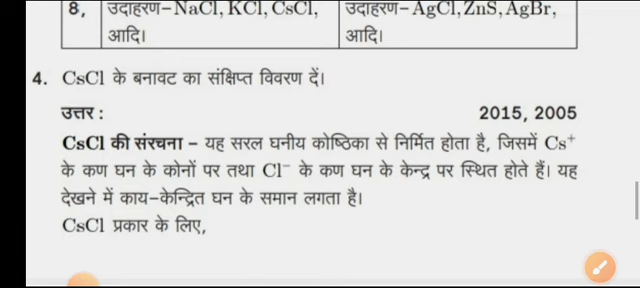 8, उदाहरण–NaCl, KCl, CsCl, उदाहरण–AgCl, ZnS, AgBr,
आदि। आदि।
4. CsCl के बनावट का संक्षिप्त विवरण दें।
उत्तर : 2015, 2005
CsCl की संरचना – यह सरल घनीय कोष्ठिका से निर्मित होता है, जिसमें Cs⁺
के कण घन के कोनों पर तथा Cl⁻ के कण घन के केन्द्र पर स्थित होते हैं। यह
देखने में काय-केन्द्रित घन के समान लगता है।
CsCl प्रकार के लिए,